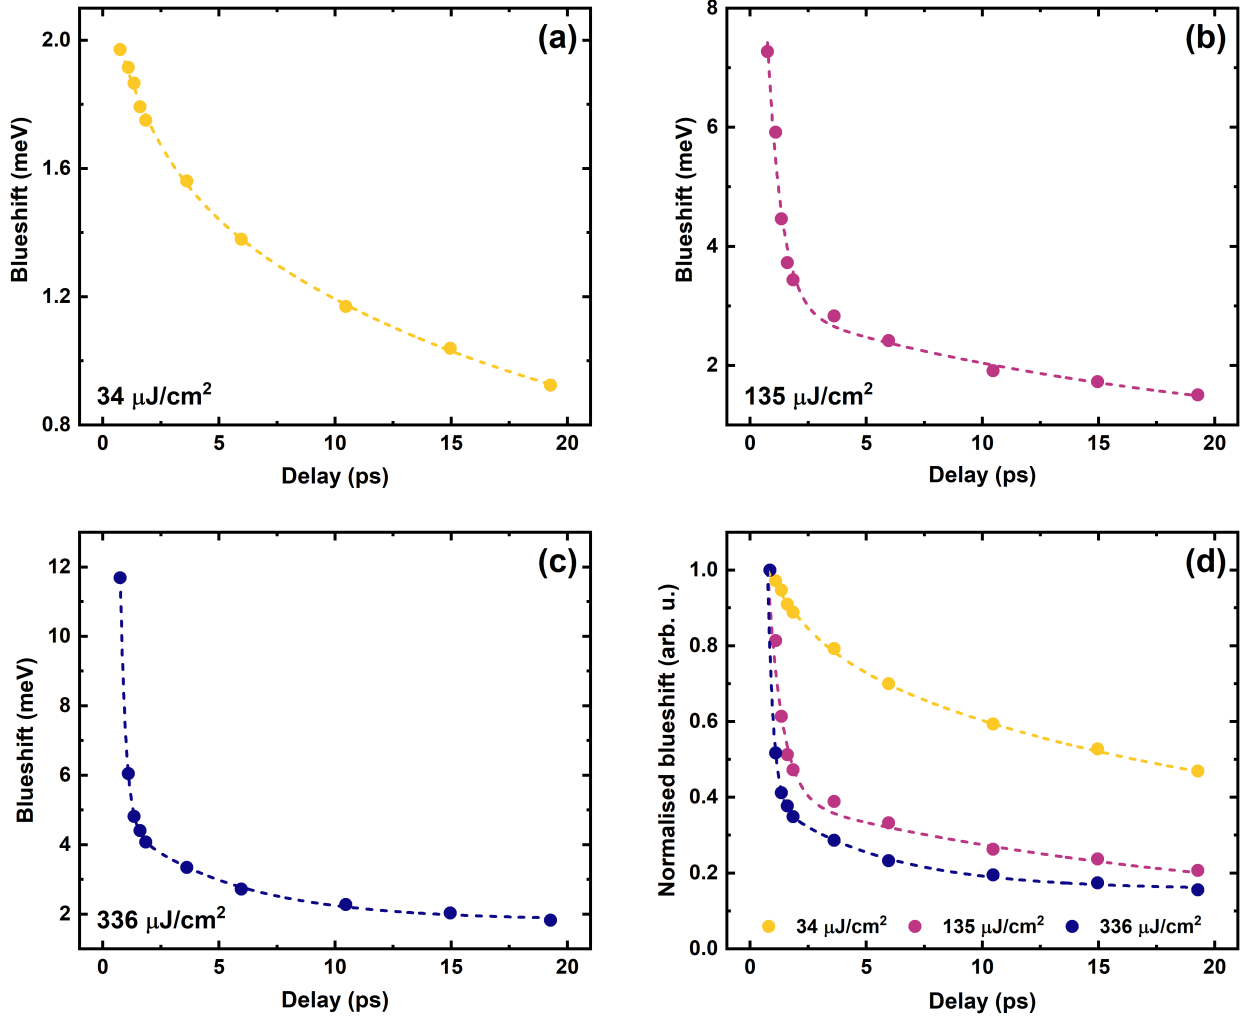 (a)
2.0
1.6
1.2
0.8
Blueshift (meV)
34 μJ/cm²
0 5 10 15 20
Delay (ps)
(b)
8
6
4
2
Blueshift (meV)
135 μJ/cm²
0 5 10 15 20
Delay (ps)
(c)
12
10
8
6
4
2
Blueshift (meV)
336 μJ/cm²
0 5 10 15 20
Delay (ps)
(d)
1.0
0.8
0.6
0.4
0.2
0.0
Normalised blueshift (arb. u.)
34 μJ/cm² 135 μJ/cm² 336 μJ/cm²
0 5 10 15 20
Delay (ps)